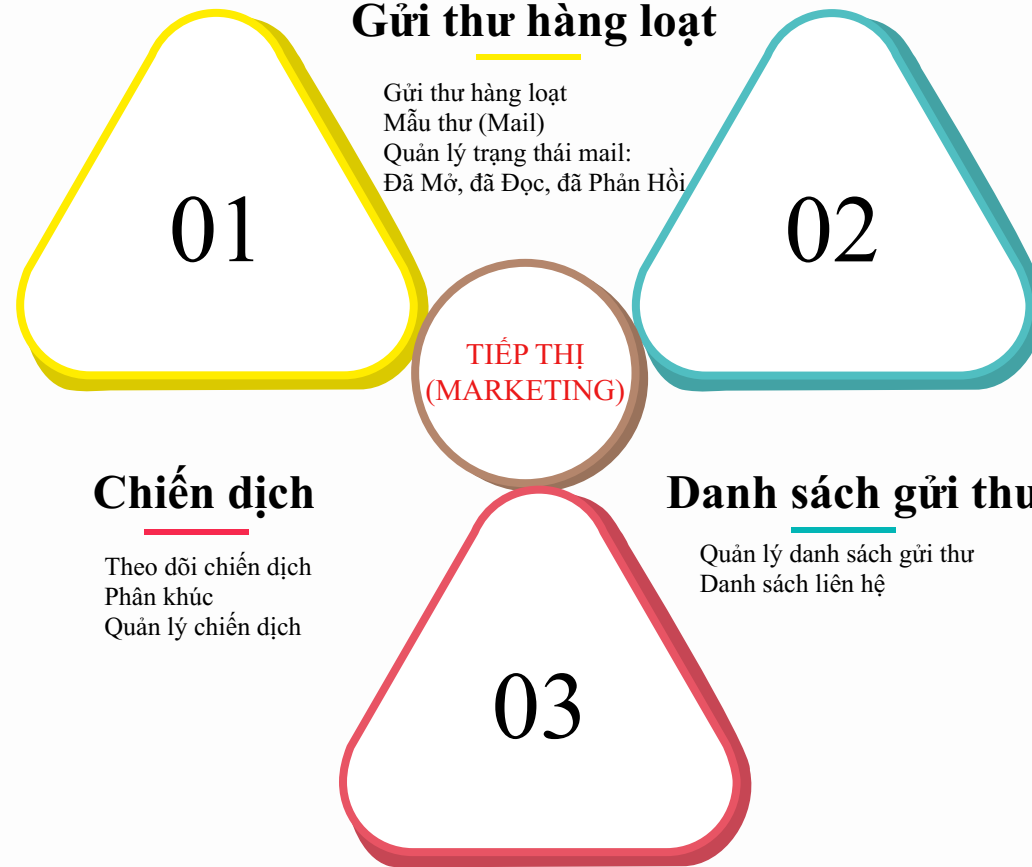 Gửi thư hàng loạt
Gửi thư hàng loạt
Mẫu thư (Mail)
Quản lý trạng thái mail:
Đã Mở, đã Đọc, đã Phản Hồi
01
02
TIẾP THỊ
(MARKETING)
Chiến dịch
Theo dõi chiến dịch
Phân khúc
Quản lý chiến dịch
Danh sách gửi thư
Quản lý danh sách gửi thư
Danh sách liên hệ
03